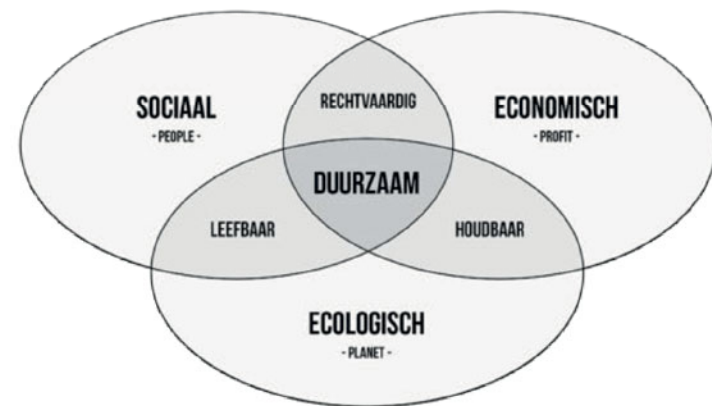 RECHTVAARDIG
SOCIAAL
- PEOPLE -
ECONOMISCH
- PROFIT -
DUURZAAM
LEEFBAAR
HOUDBAAR
ECOLOGISCH
- PLANET -